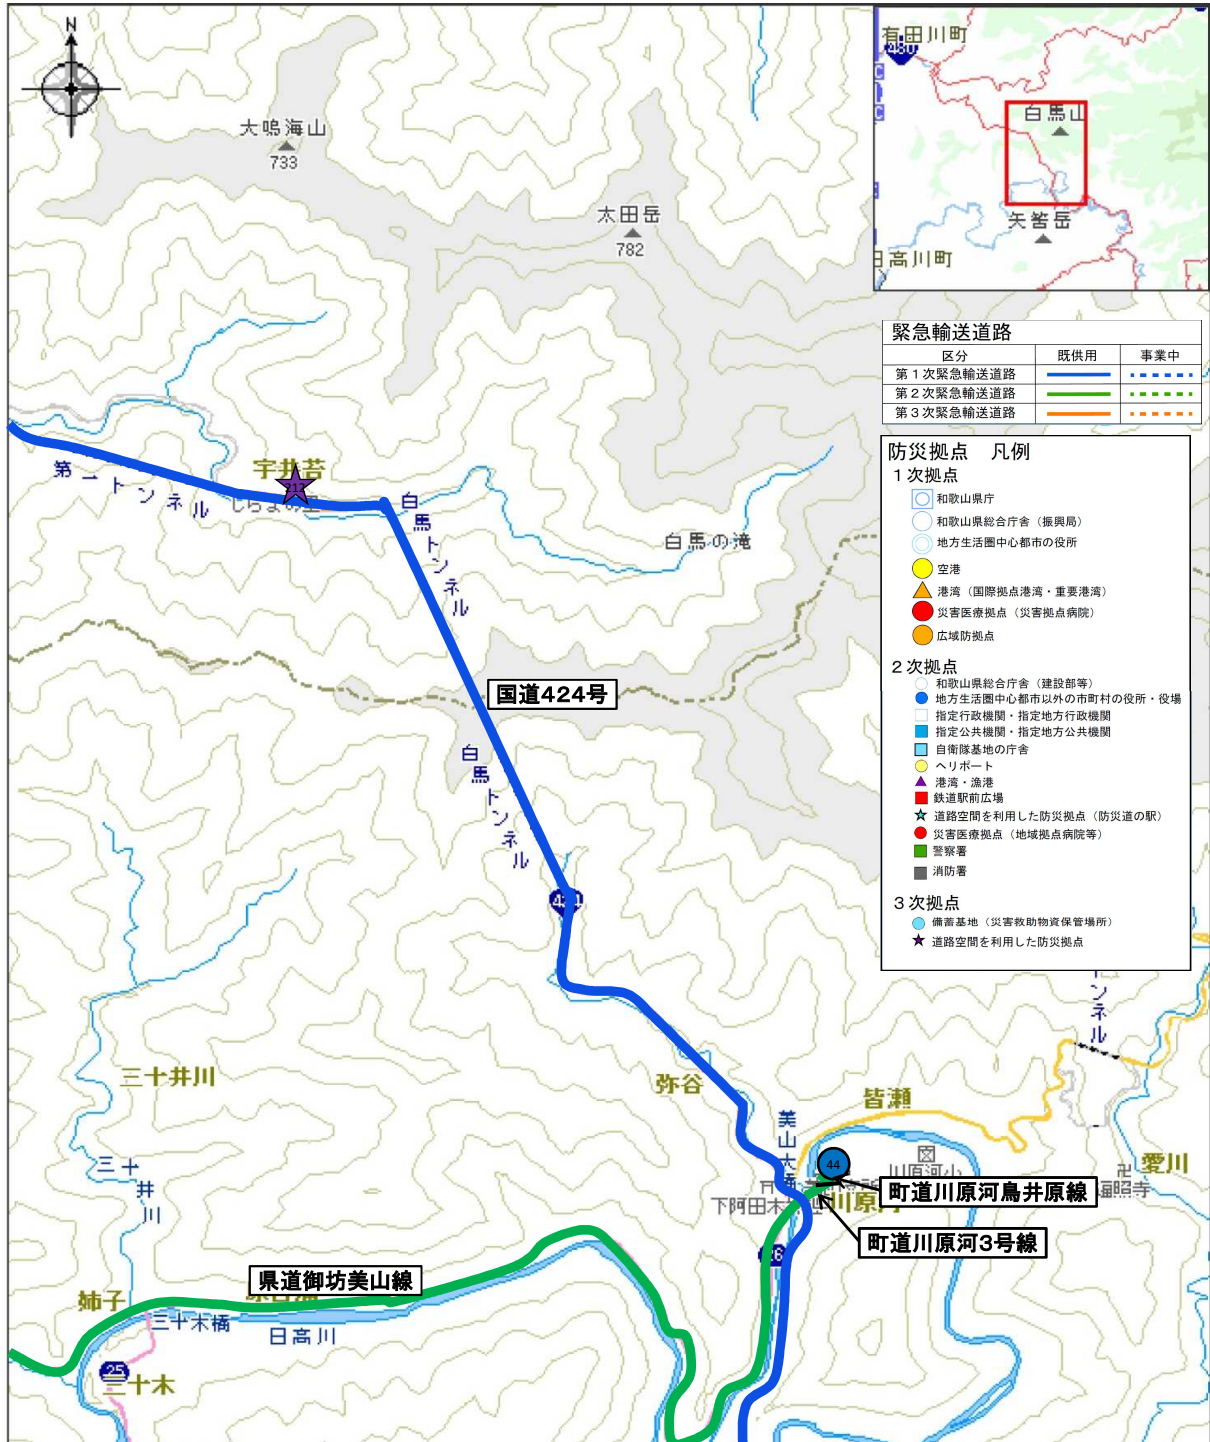 N
大鳴海山
733
太田岳
782
有田川町
480
白馬山
矢筈岳
日高川町
緊急輸送道路
区分 既供用 事業中
第1次緊急輸送道路
第2次緊急輸送道路
第3次緊急輸送道路
防災拠点 凡例
1次拠点
和歌山県庁
和歌山県総合庁舎（振興局）
地方生活圏中心都市の役所
空港
港湾（国際拠点港湾・重要港湾）
災害医療拠点（災害拠点病院）
広域防拠点
2次拠点
和歌山県総合庁舎（建設部等）
地方生活圏中心都市以外の市町村の役所・役場
指定行政機関・指定地方行政機関
指定公共機関・指定地方公共機関
自衛隊基地の庁舎
ヘリポート
港湾・漁港
鉄道駅前広場
道路空間を利用した防災拠点（防災道の駅）
災害医療拠点（地域拠点病院等）
警察署
消防署
3次拠点
備蓄基地（災害救助物資保管場所）
道路空間を利用した防災拠点
宇井苔
第一トンネル
白馬トンネル
白馬の滝
国道424号
白馬トンネル
424
トンネル
三十井川
弥谷
皆瀬
美山大橋
三十井川
44
川原河小
愛川
福照寺
町道川原河鳥井原線
下阿田木
川原河
町道川原河3号線
県道御坊美山線
姉子
三十木橋
日高川
25
三十木
26